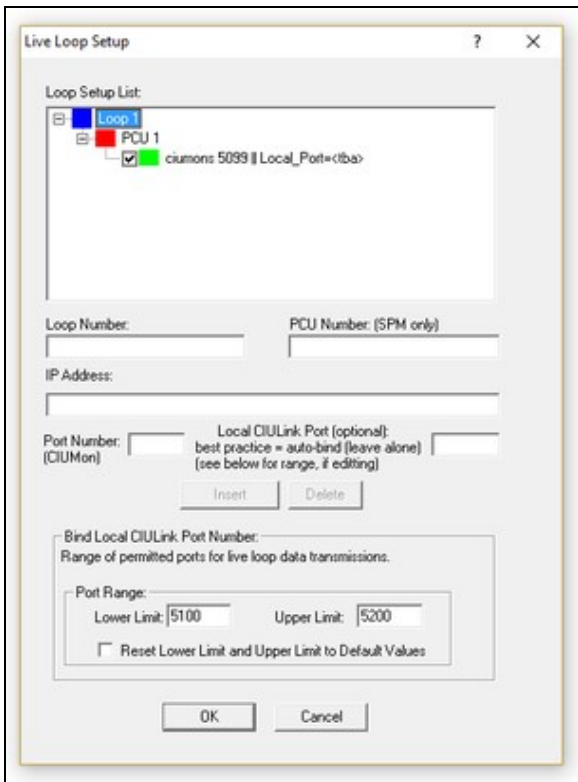 Live Loop Setup ?
Loop Setup List:
Loop 1
PCU 1
ciumons 5099 || Local_Port=<tba>
Loop Number: PCU Number: (SPM only)
IP Address:
Port Number: (CIUMon)
Local CIULink Port (optional):
best practice = auto-bind (leave alone)
(see below for range, if editting)
Insert Delete
Bind Local CIULink Port Number:
Range of permitted ports for live loop data transmissions.
Port Range:
Lower Limit: 5100 Upper Limit: 5200
Reset Lower Limit and Upper Limit to Default Values
OK Cancel